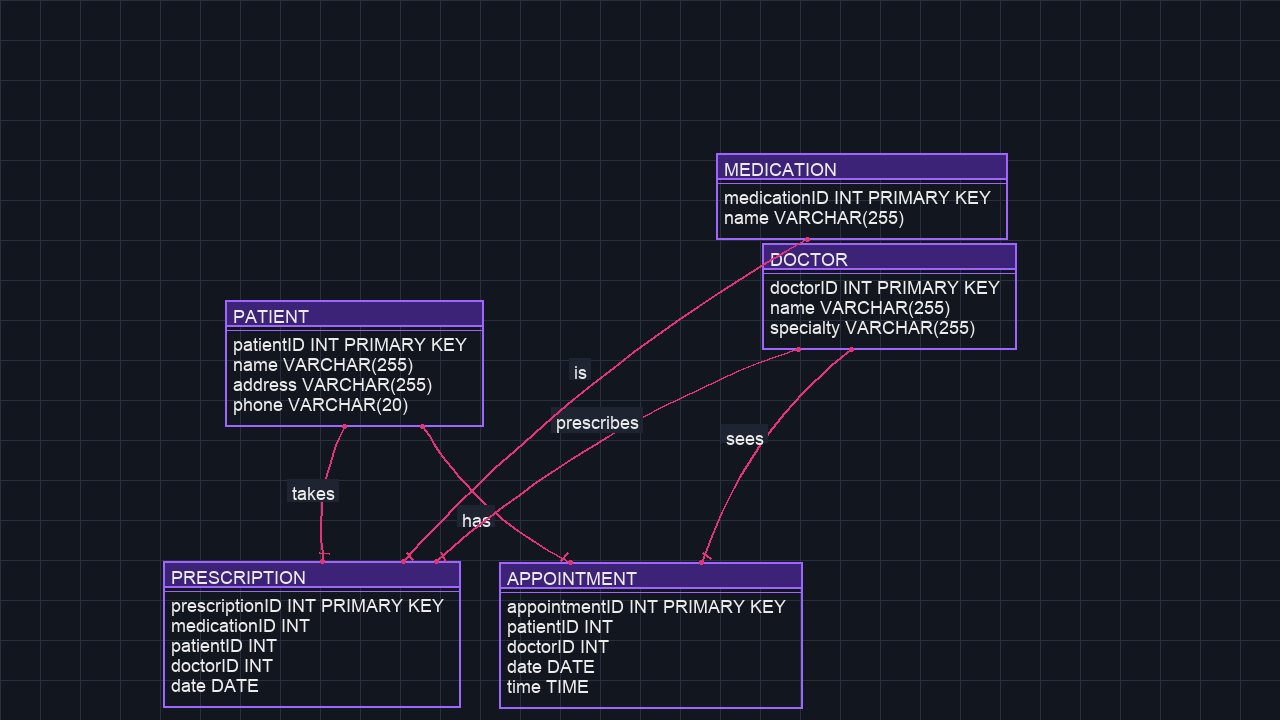 MEDICATION
medicationID INT PRIMARY KEY
name VARCHAR(255)
DOCTOR
doctorID INT PRIMARY KEY
name VARCHAR(255)
specialty VARCHAR(255)
PATIENT
patientID INT PRIMARY KEY
name VARCHAR(255)
address VARCHAR(255)
phone VARCHAR(20)
is
prescribes
sees
takes
has
PRESCRIPTION
prescriptionID INT PRIMARY KEY
medicationID INT
patientID INT
doctorID INT
date DATE
APPOINTMENT
appointmentID INT PRIMARY KEY
patientID INT
doctorID INT
date DATE
time TIME